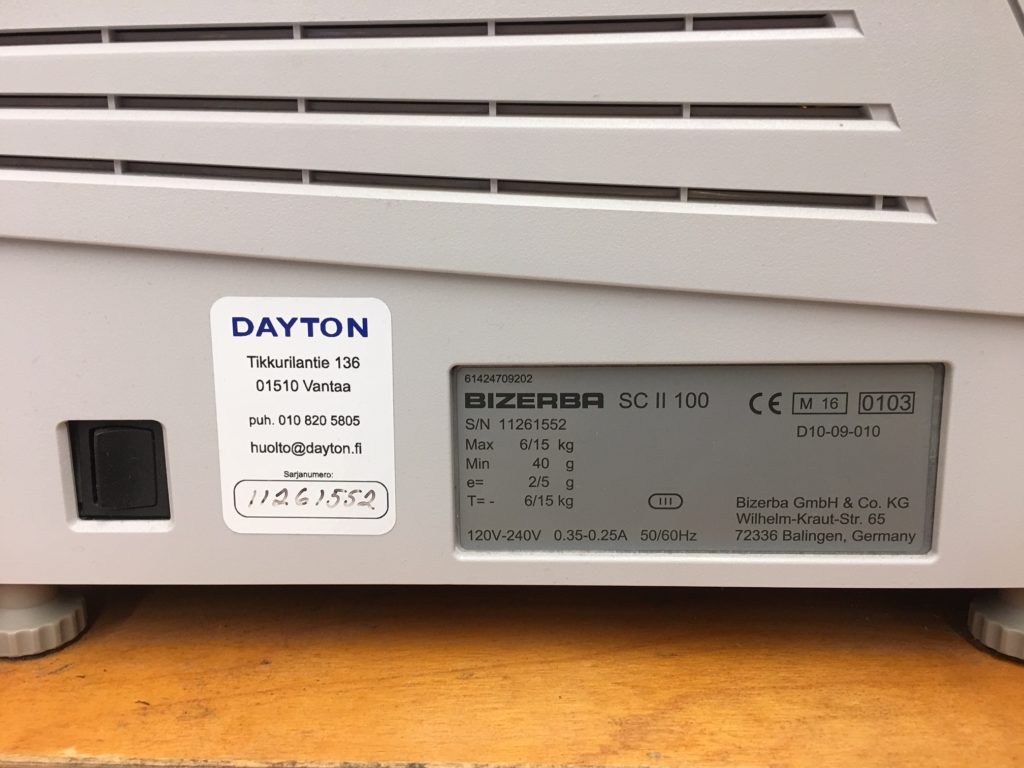 DAYTON
Tikkurilantie 136
01510 Vantaa
puh. 010 820 5805
huolto@dayton.fi
Sarjanumero:
11261552
61424709202
BIZERBA SC II 100
S/N 11261552
Max 6/15 kg
Min 40 g
e= 2/5 g
T= - 6/15 kg
III
120V-240V 0.35-0.25A 50/60Hz
CE M 16 0103
D10-09-010
Bizerba GmbH & Co. KG
Wilhelm-Kraut-Str. 65
72336 Balingen, Germany